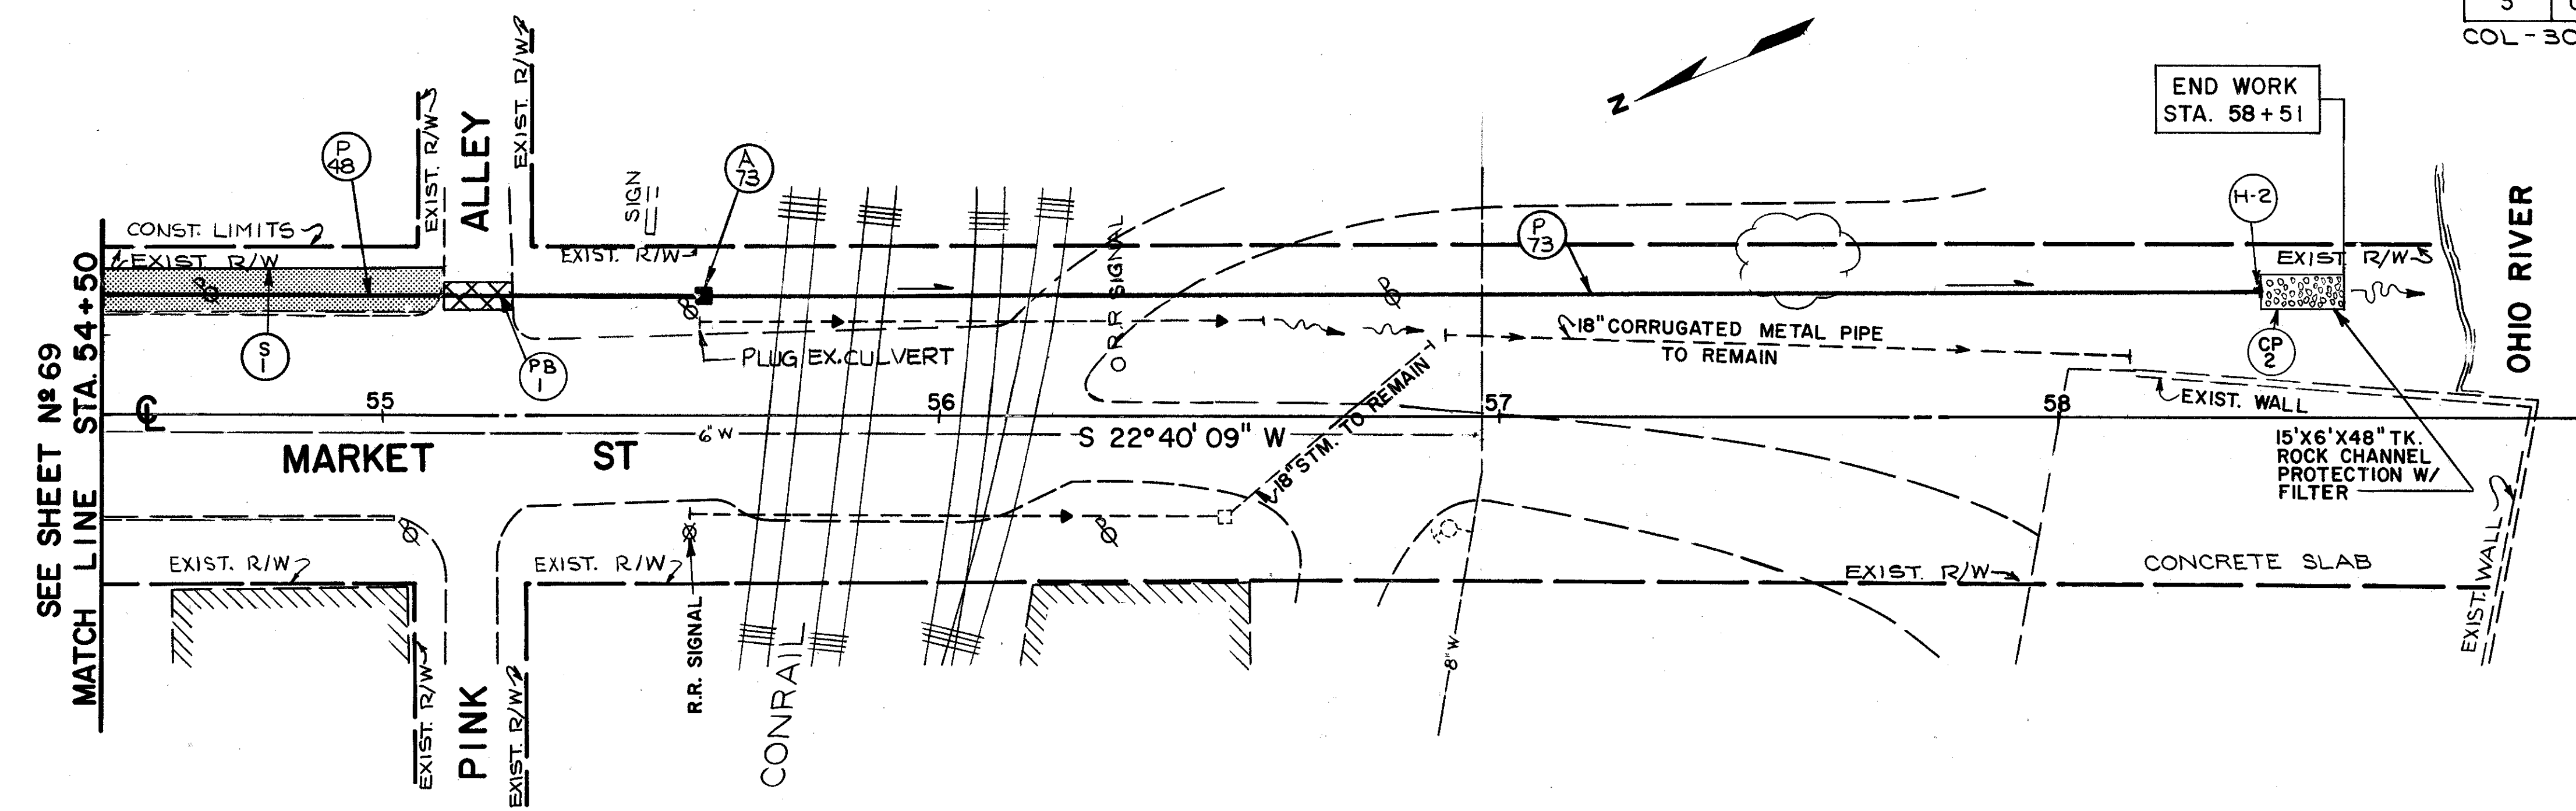 5
COL-30
END WORK
STA. 58+51
N
EXIST. R/W
EXIST. R/W
ALLEY
P
48
A
73
SIGN
CONST. LIMITS
EXIST R/W
EXIST. R/W
R R SIGNAL
P
73
H-2
EXIST. R/W
OHIO RIVER
S
1
PB
1
PLUG EX. CULVERT
18" CORRUGATED METAL PIPE
TO REMAIN
CP
2
SEE SHEET Nº 69
MATCH LINE STA. 54+50
℄
55
56
57
58
EXIST. WALL
MARKET ST
6" W
S 22° 40' 09" W
18" STM. TO REMAIN
15'X6'X48" TK.
ROCK CHANNEL
PROTECTION W/
FILTER
EXIST. R/W
EXIST. R/W
EXIST. R/W
CONCRETE SLAB
EXIST. WALL
R.R. SIGNAL
CONRAIL
8" W
EXIST. R/W
PINK
EXIST. R/W